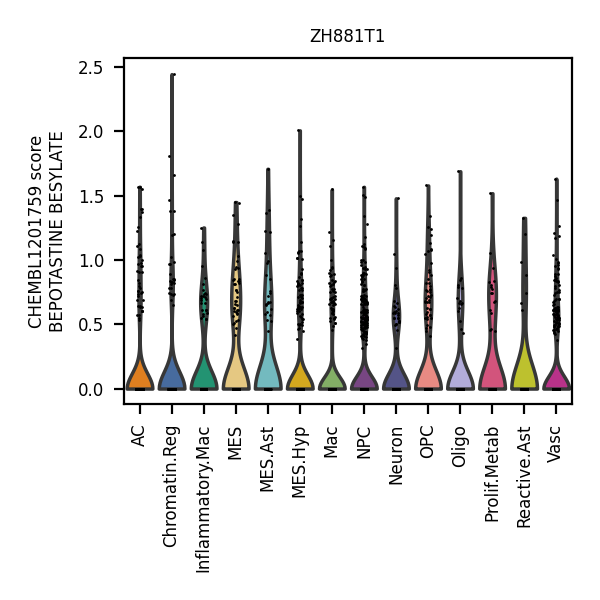 ZH881T1
CHEMBL1201759 score
BEPOTASTINE BESYLATE
2.5
2.0
1.5
1.0
0.5
0.0
AC
Chromatin.Reg
Inflammatory.Mac
MES
MES.Ast
MES.Hyp
Mac
NPC
Neuron
OPC
Oligo
Prolif.Metab
Reactive.Ast
Vasc